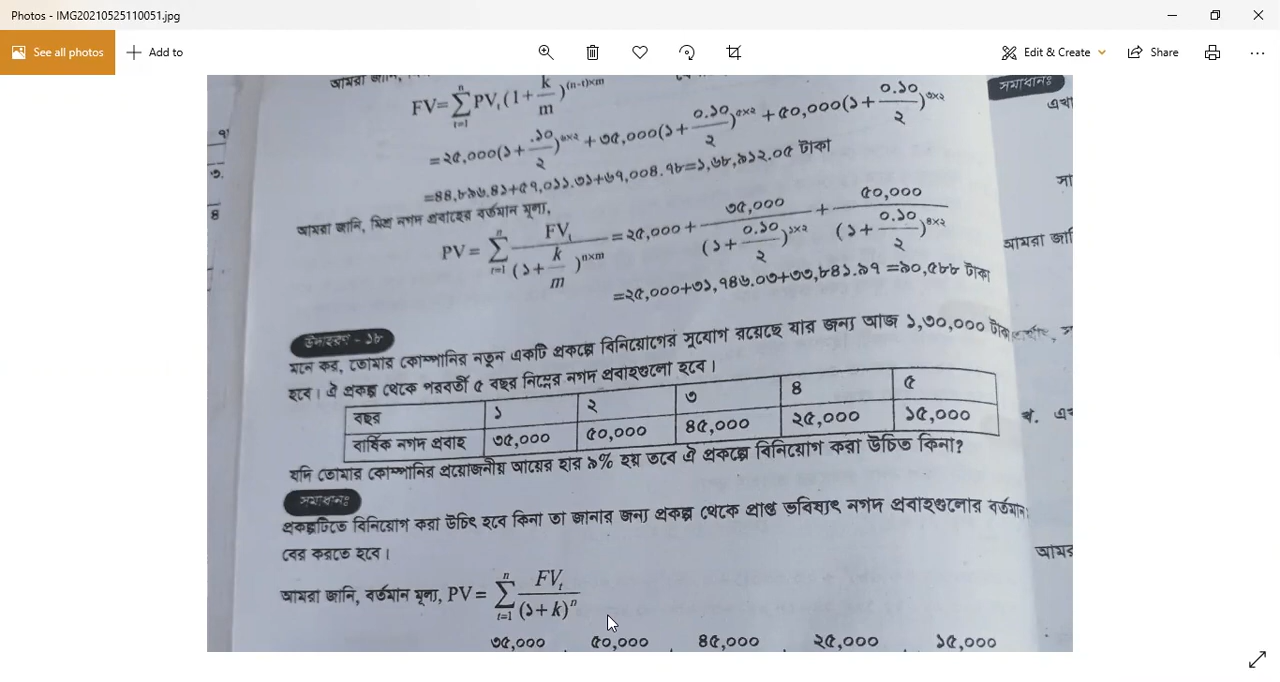 Photos - IMG20210525110051.jpg
See all photos
Add to
Edit & Create
Share
আমরা জানি,
FV=∑PVₜ(1+k/m)^(n-t)×m
n
t=1
=২৫,০০০(১+.১০/২)^৬×২ +৩৫,০০০(১+০.১০/২)^৫×২ +৫০,০০০(১+০.১০/২)^৩×২
=৪৪,৮৯৬.৪১+৫৭,০১১.৩১+৬৭,০০৪.৭৮=১,৬৮,৯১২.০৫ টাকা
আমরা জানি, মিশ্র নগদ প্রবাহের বর্তমান মূল্য,
PV= ∑ FVₜ/(১+k/m)^n×m =২৫,০০০+ ৩৫,০০০/(১+০.১০/২)^১×২ + ৫০,০০০/(১+০.১০/২)^৪×২
n
t=1
=২৫,০০০+৩১,৭৪৬.০৩+৩৩,৮৪১.৯৭ =৯০,৫৮৮ টাকা
উদাহরণ - ১৮
মনে কর, তোমার কোম্পানির নতুন একটি প্রকল্পে বিনিয়োগের সুযোগ রয়েছে যার জন্য আজ ১,৩০,০০০
হবে। ঐ প্রকল্প থেকে পরবর্তী ৫ বছর নিম্নের নগদ প্রবাহগুলো হবে।
বছর ১ ২ ৩ ৪ ৫
বার্ষিক নগদ প্রবাহ ৩৫,০০০ ৫০,০০০ ৪৫,০০০ ২৫,০০০ ১৫,০০০
যদি তোমার কোম্পানির প্রয়োজনীয় আয়ের হার ৯% হয় তবে ঐ প্রকল্পে বিনিয়োগ করা উচিত কিনা?
সমাধানঃ
প্রকল্পটিতে বিনিয়োগ করা উচিৎ হবে কিনা তা জানার জন্য প্রকল্প থেকে প্রাপ্ত ভবিষ্যৎ নগদ প্রবাহগুলোর বর্তমান
বের করতে হবে।
আমরা জানি, বর্তমান মূল্য, PV= ∑ FVₜ/(১+k)ⁿ
n
t=1
৩৫,০০০ ৫০,০০০ ৪৫,০০০ ২৫,০০০ ১৫,০০০
সমাধানঃ
আমরা জানি
খ.